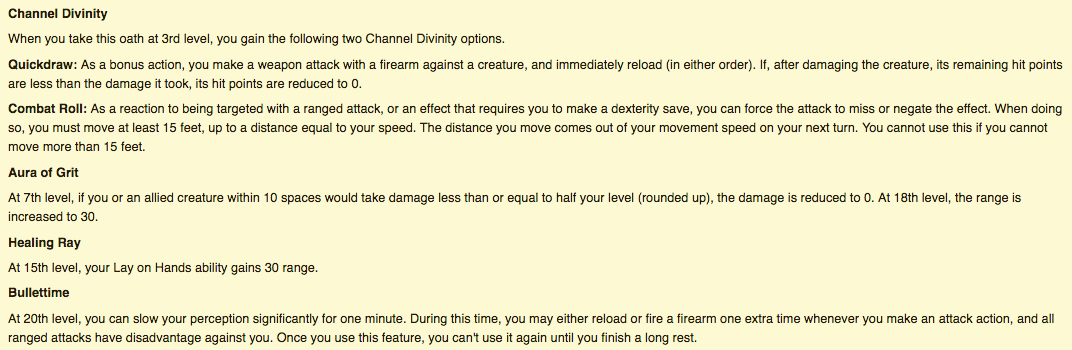 Channel Divinity
When you take this oath at 3rd level, you gain the following two Channel Divinity options.
Quickdraw: As a bonus action, you make a weapon attack with a firearm against a creature, and immediately reload (in either order). If, after damaging the creature, its remaining hit points
are less than the damage it took, its hit points are reduced to 0.
Combat Roll: As a reaction to being targeted with a ranged attack, or an effect that requires you to make a dexterity save, you can force the attack to miss or negate the effect. When doing
so, you must move at least 15 feet, up to a distance equal to your speed. The distance you move comes out of your movement speed on your next turn. You cannot use this if you cannot
move more than 15 feet.
Aura of Grit
At 7th level, if you or an allied creature within 10 spaces would take damage less than or equal to half your level (rounded up), the damage is reduced to 0. At 18th level, the range is
increased to 30.
Healing Ray
At 15th level, your Lay on Hands ability gains 30 range.
Bullettime
At 20th level, you can slow your perception significantly for one minute. During this time, you may either reload or fire a firearm one extra time whenever you make an attack action, and all
ranged attacks have disadvantage against you. Once you use this feature, you can't use it again until you finish a long rest.